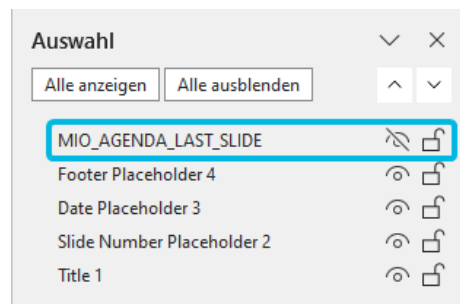 Auswahl
Alle anzeigen Alle ausblenden
MIO_AGENDA_LAST_SLIDE
Footer Placeholder 4
Date Placeholder 3
Slide Number Placeholder 2
Title 1